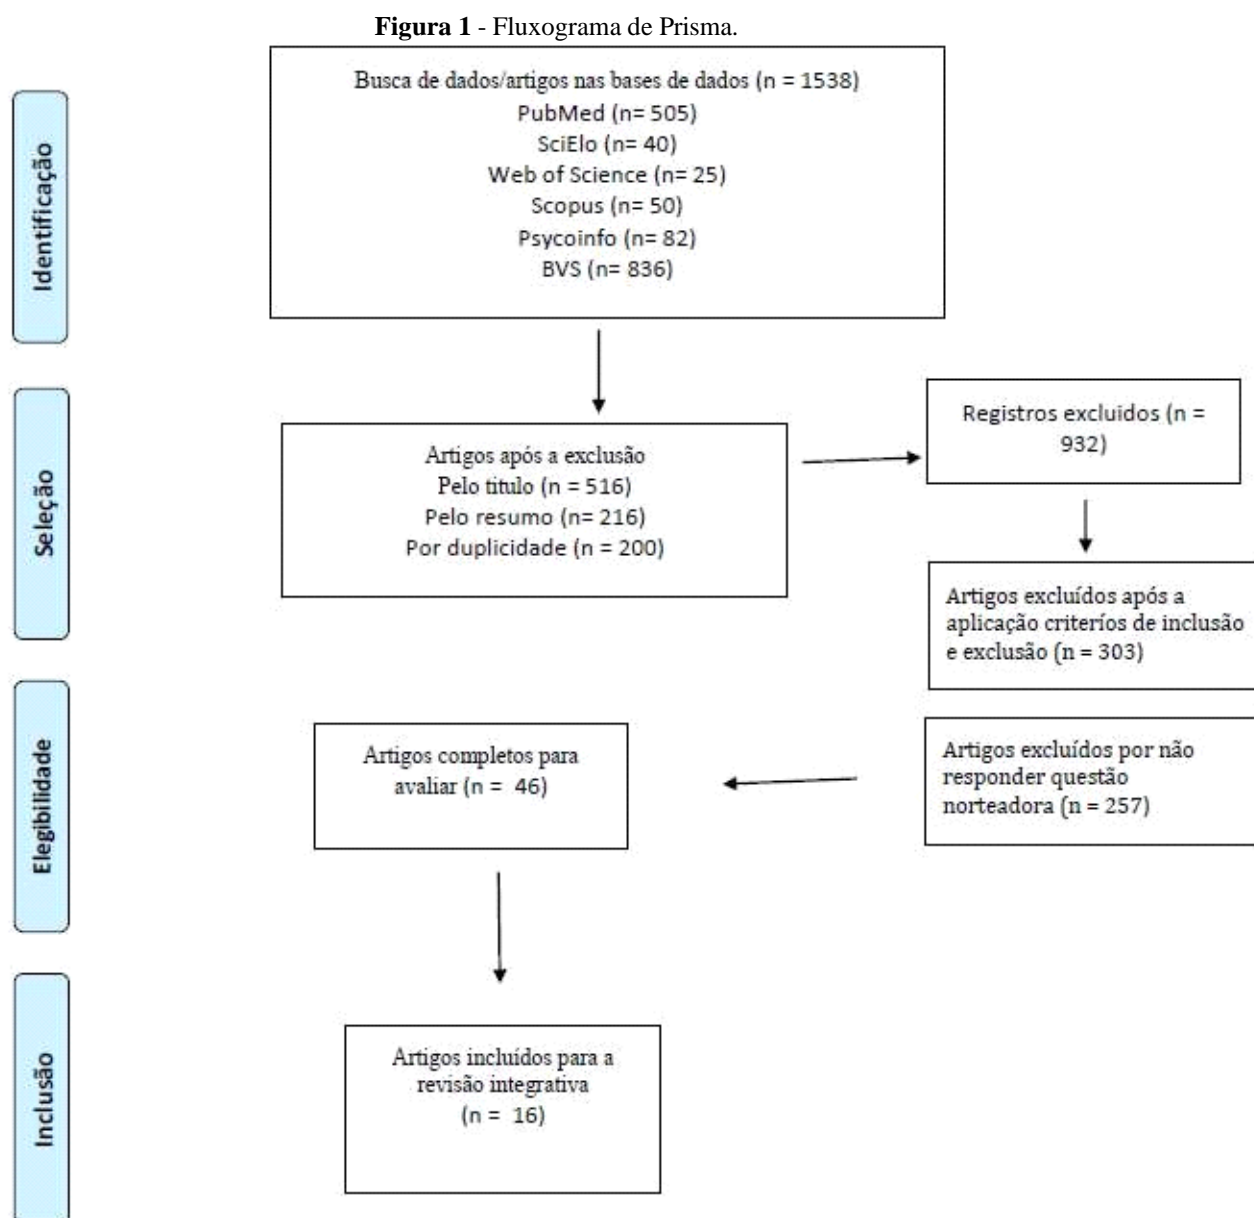 Figura 1 - Fluxograma de Prisma.
Identificação
Busca de dados/artigos nas bases de dados (n = 1538)
PubMed (n= 505)
SciElo (n= 40)
Web of Science (n= 25)
Scopus (n= 50)
Psycoinfo (n= 82)
BVS (n= 836)
Seleção
Artigos após a exclusão
Pelo titulo (n = 516)
Pelo resumo (n= 216)
Por duplicidade (n = 200)
Registros excluidos (n =
932)
Artigos excluídos após a
aplicação criteríos de inclusão
e exclusão (n = 303)
Elegibilidade
Artigos completos para
avaliar (n =  46)
Artigos excluídos por não
responder questão
norteadora (n = 257)
Inclusão
Artigos incluídos para a
revisão integrativa
(n =  16)